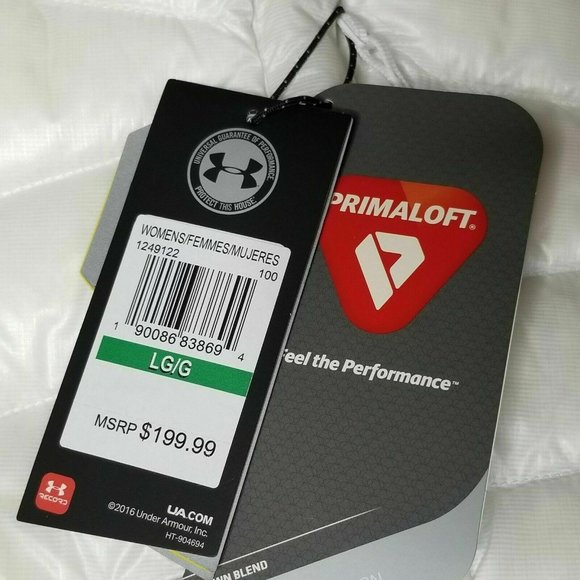 UNIVERSAL GUARANTEE OF PERFORMANCE.
PROTECT THIS HOUSE.
WOMENS/FEMMES/MUJERES
1249122
100
1 90086 83869 4
LG/G
MSRP $199.99
RECORD
UA.COM
©2016 Under Armour, Inc.
HT-904694
PRIMALOFT®
Feel the Performance™
BLEND